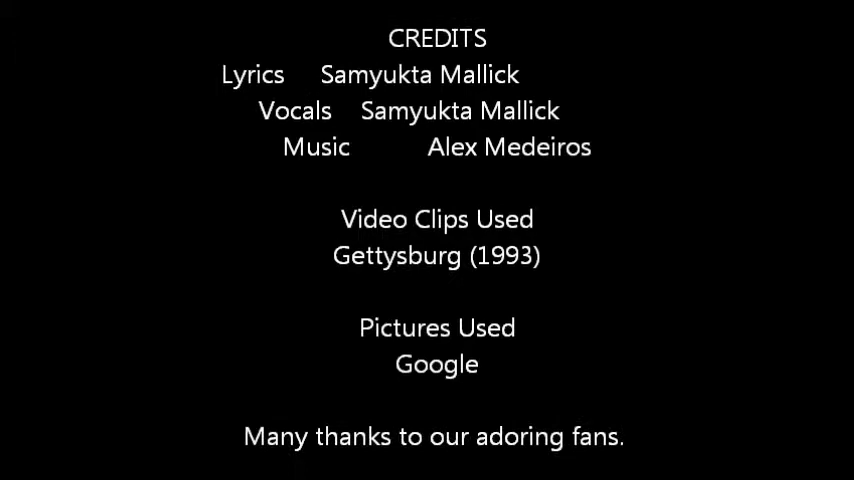 CREDITS
Lyrics Samyukta Mallick
Vocals Samyukta Mallick
Music Alex Medeiros
Video Clips Used
Gettysburg (1993)
Pictures Used
Google
Many thanks to our adoring fans.